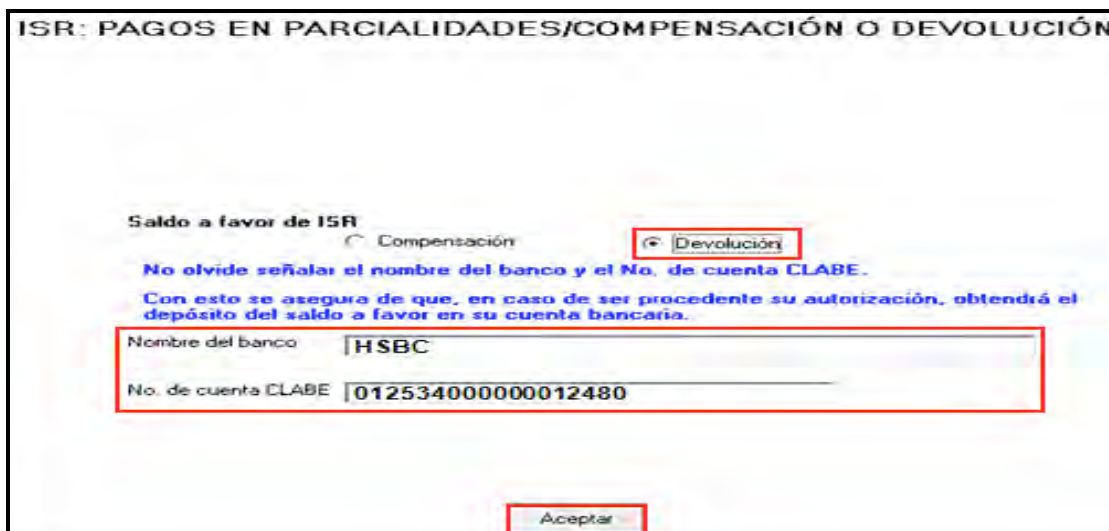 ISR: PAGOS EN PARCIALIDADES/COMPENSACIÓN O DEVOLUCIÓN
Saldo a favor de ISR
Compensación Devolución
No olvide señalar el nombre del banco y el No. de cuenta CLABE.
Con esto se asegura de que, en caso de ser procedente su autorización, obtendrá el
depósito del saldo a favor en su cuenta bancaria.
Nombre del banco HSBC
No. de cuenta CLABE 012534000000012480
Aceptar